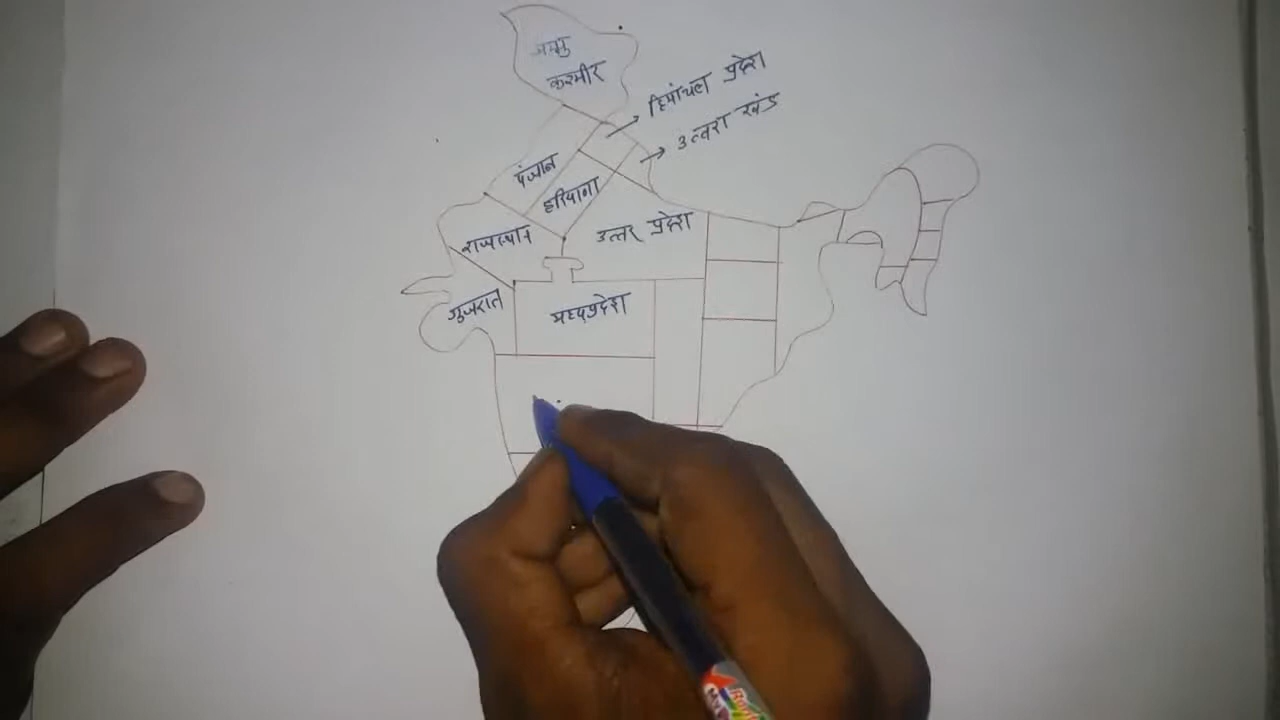 जम्मु
कश्मीर
हिमांचल प्रदेश
उत्तरा खंड
पंजाब
हरियाणा
राजस्थान
उत्तर प्रदेश
गुजरात
मध्यप्रदेश